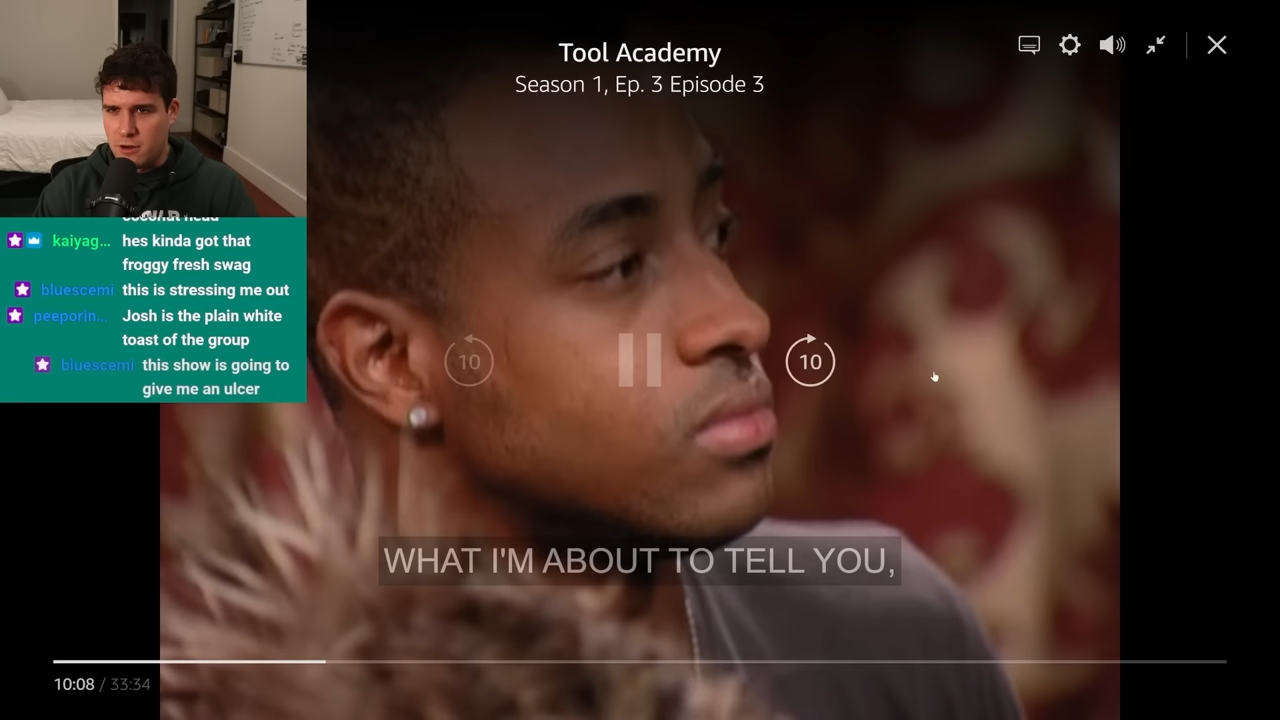 Tool Academy
Season 1, Ep. 3 Episode 3
coconut head
kaiyag... hes kinda got that
froggy fresh swag
bluescemi this is stressing me out
peeporin... Josh is the plain white
toast of the group
bluescemi this show is going to
give me an ulcer
10
10
WHAT I'M ABOUT TO TELL YOU,
10:08 / 33:34